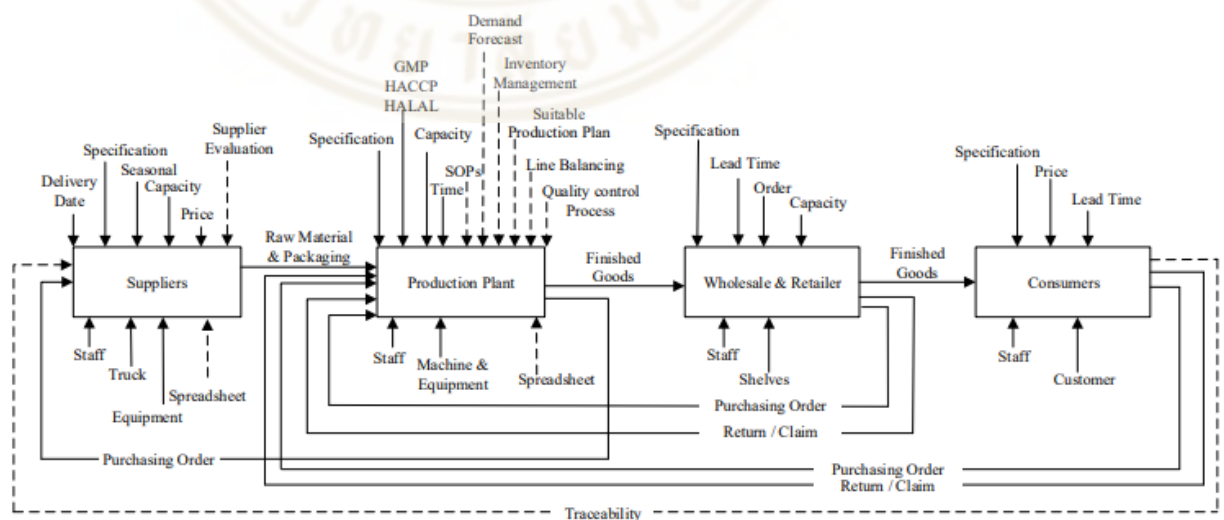 Demand
Forecast
GMP
HACCP
HALAL
Inventory
Management
Suitable
Production Plan
Specification
Capacity
SOPs
Time
Line Balancing
Quality control
Process
Supplier
Evaluation
Specification
Seasonal
Capacity
Delivery
Date
Price
Specification
Lead Time
Order
Capacity
Specification
Price
Lead Time
Raw Material
& Packaging
Finished
Goods
Finished
Goods
Suppliers
Production Plant
Wholesale & Retailer
Consumers
Staff
Truck
Equipment
Spreadsheet
Staff
Machine &
Equipment
Spreadsheet
Staff
Shelves
Staff
Customer
Purchasing Order
Return / Claim
Purchasing Order
Purchasing Order
Return / Claim
Traceability